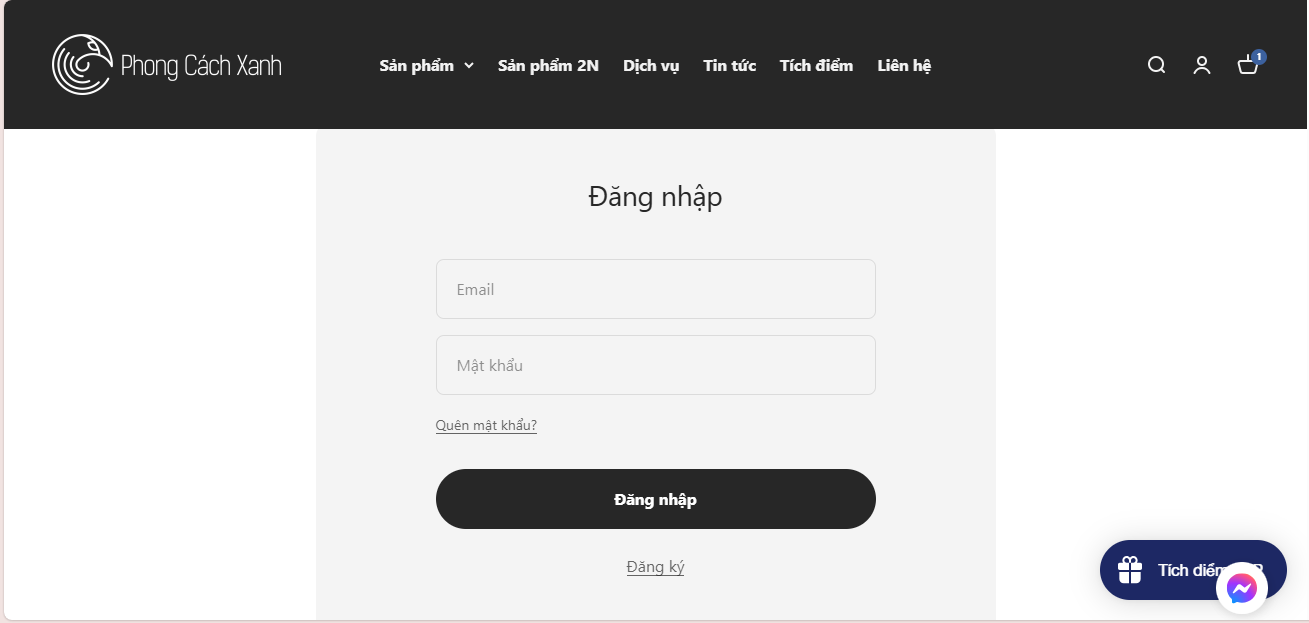 Phong Cách Xanh
Sản phẩm
Sản phẩm 2N
Dịch vụ
Tin tức
Tích điểm
Liên hệ
1
Đăng nhập
Email
Mật khẩu
Quên mật khẩu?
Đăng nhập
Đăng ký
Tích điểm